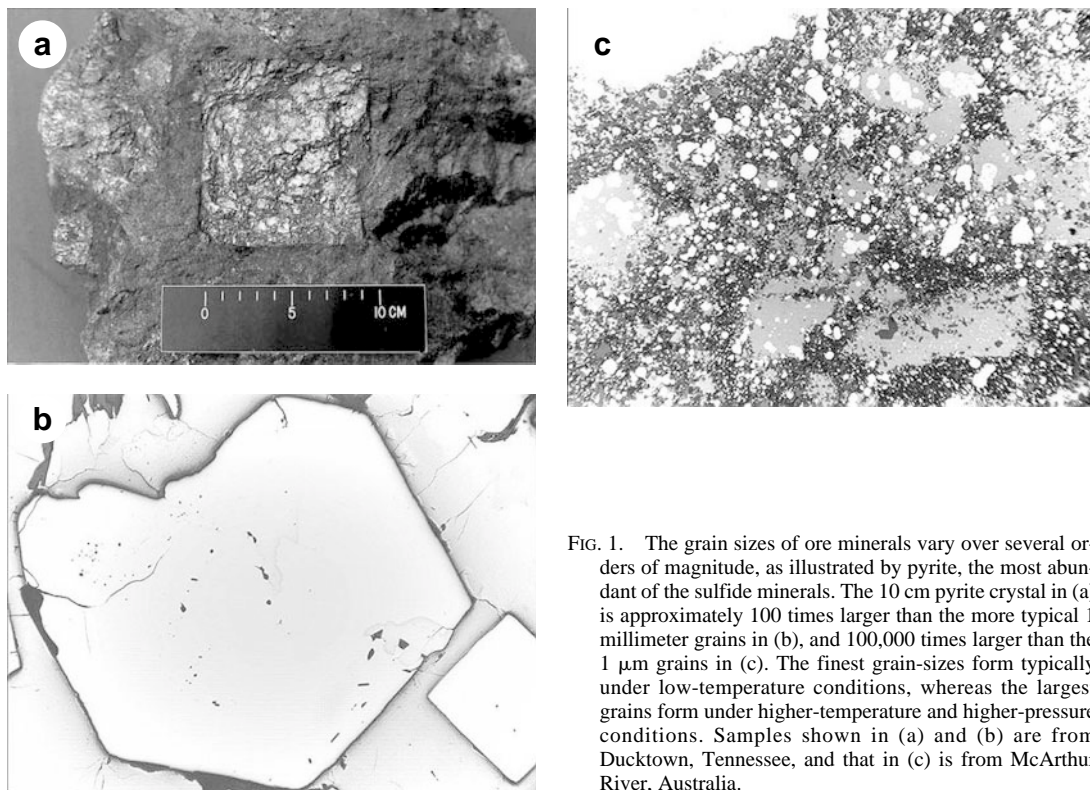 a
0 5 10 CM
b
c
FIG. 1. The grain sizes of ore minerals vary over several or-
ders of magnitude, as illustrated by pyrite, the most abun-
dant of the sulfide minerals. The 10 cm pyrite crystal in (a)
is approximately 100 times larger than the more typical 1
millimeter grains in (b), and 100,000 times larger than the
1 μm grains in (c). The finest grain-sizes form typically
under low-temperature conditions, whereas the larges
grains form under higher-temperature and higher-pressure
conditions. Samples shown in (a) and (b) are from
Ducktown, Tennessee, and that in (c) is from McArthur
River, Australia.